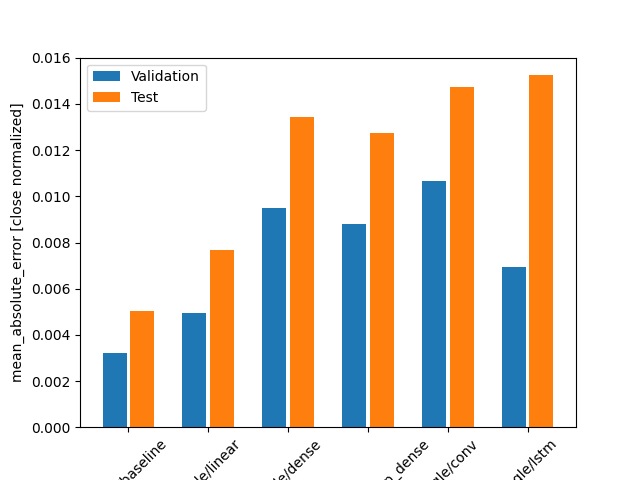 0.016
0.014
0.012
0.010
0.008
0.006
0.004
0.002
0.000
mean_absolute_error [close normalized]
Validation
Test
baseline
le/linear
le/dense
_dense
gle/conv
gle/lstm